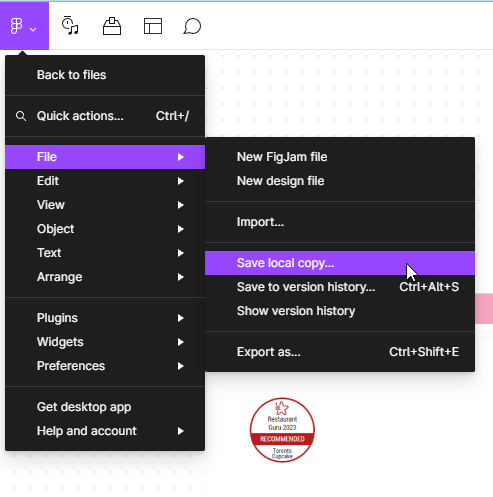 Back to files
Quick actions... Ctrl+/
File
Edit
View
Object
Text
Arrange
Plugins
Widgets
Preferences
Get desktop app
Help and account
New FigJam file
New design file
Import...
Save local copy...
Save to version history... Ctrl+Alt+S
Show version history
Export as... Ctrl+Shift+E
Restaurant
Guru 2023
RECOMMENDED
Toronto
Cupcake